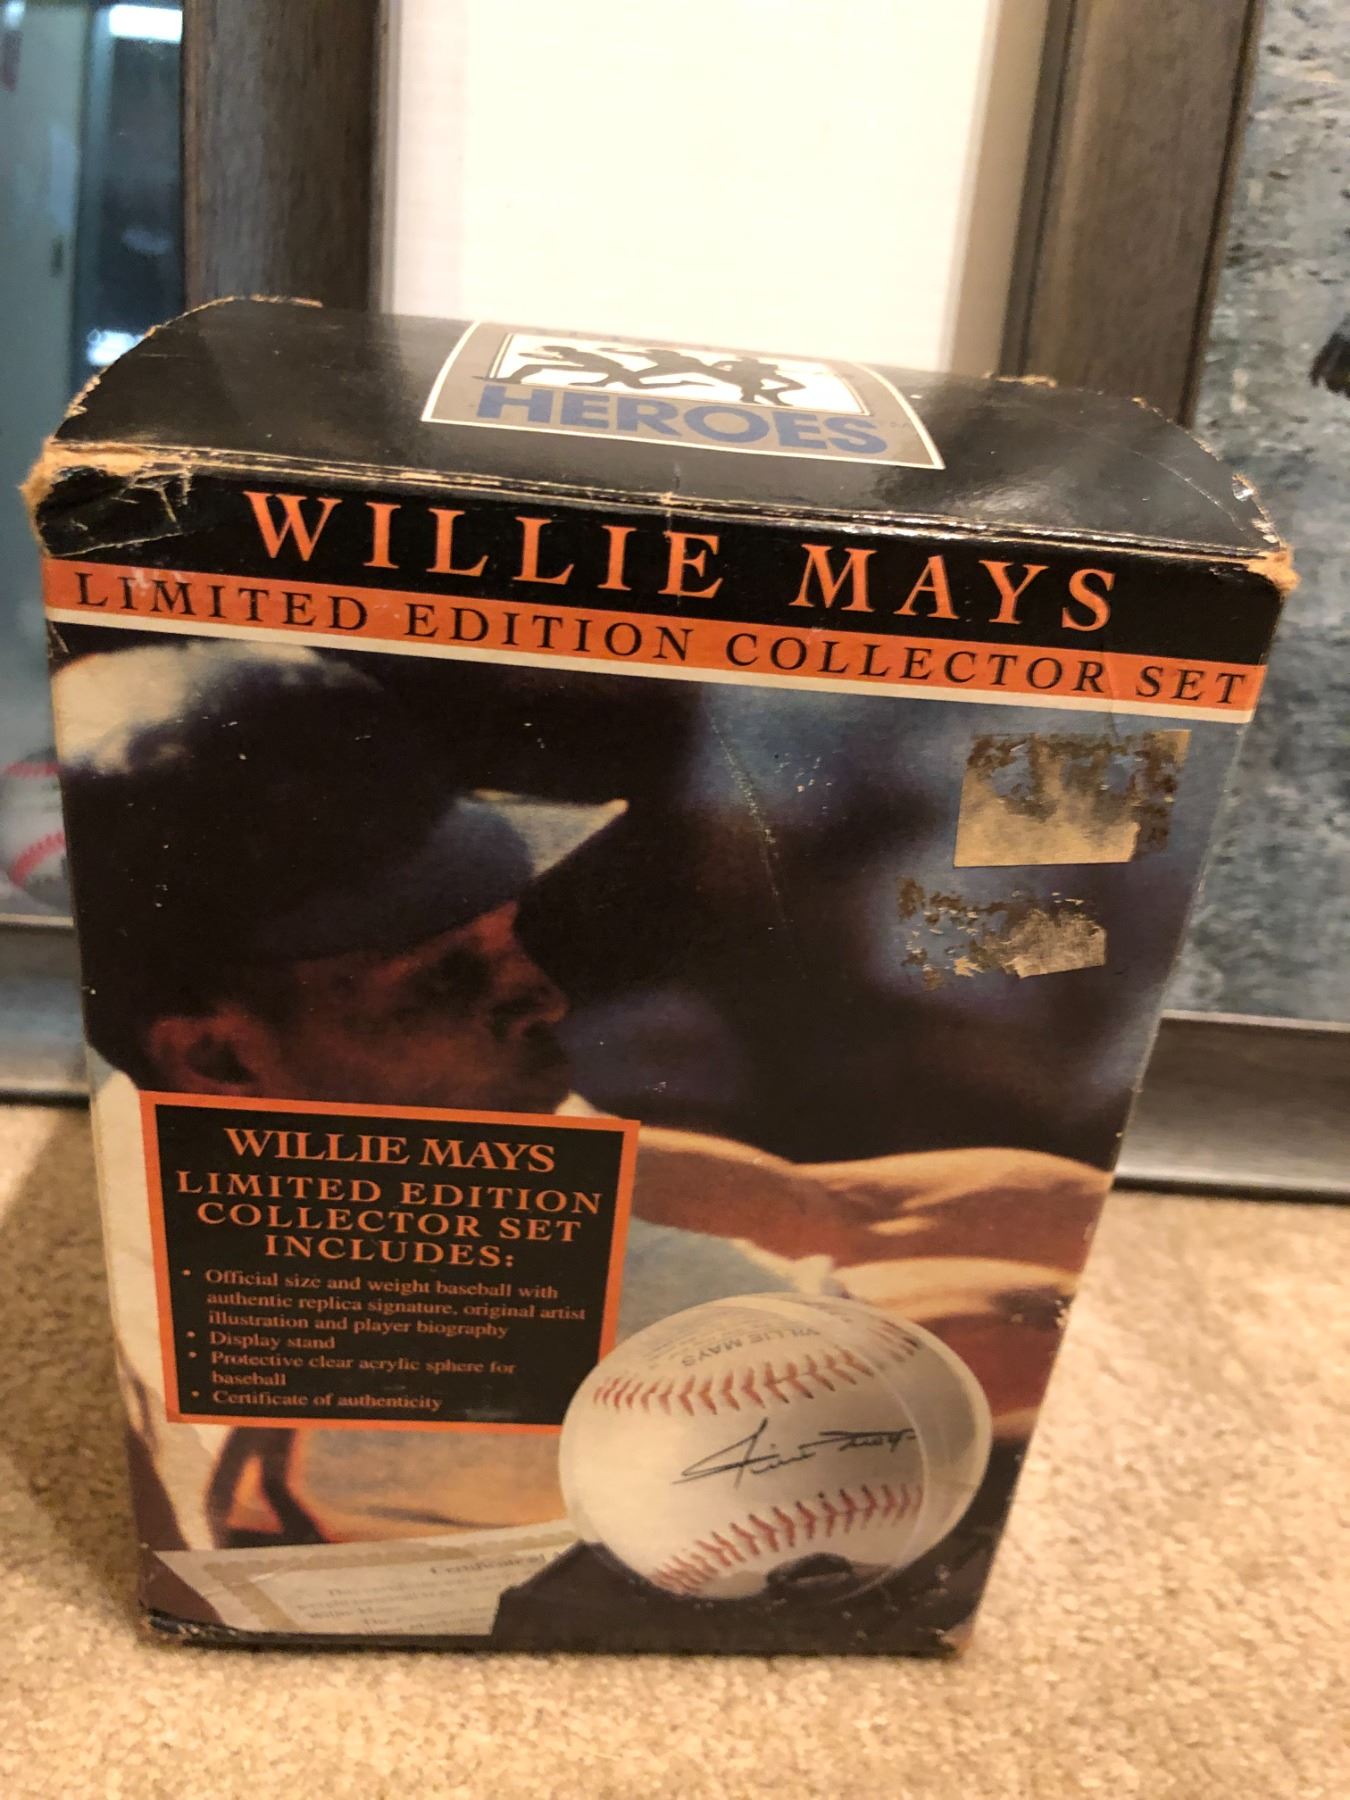 HEROES
WILLIE MAYS
LIMITED EDITION COLLECTOR SET
WILLIE MAYS
LIMITED EDITION
COLLECTOR SET
INCLUDES:
• Official size and weight baseball with
authentic replica signature, original artist
illustration and player biography
• Display stand
• Protective clear acrylic sphere for
baseball
• Certificate of authenticity
WILLIE MAYS
Willie Mays